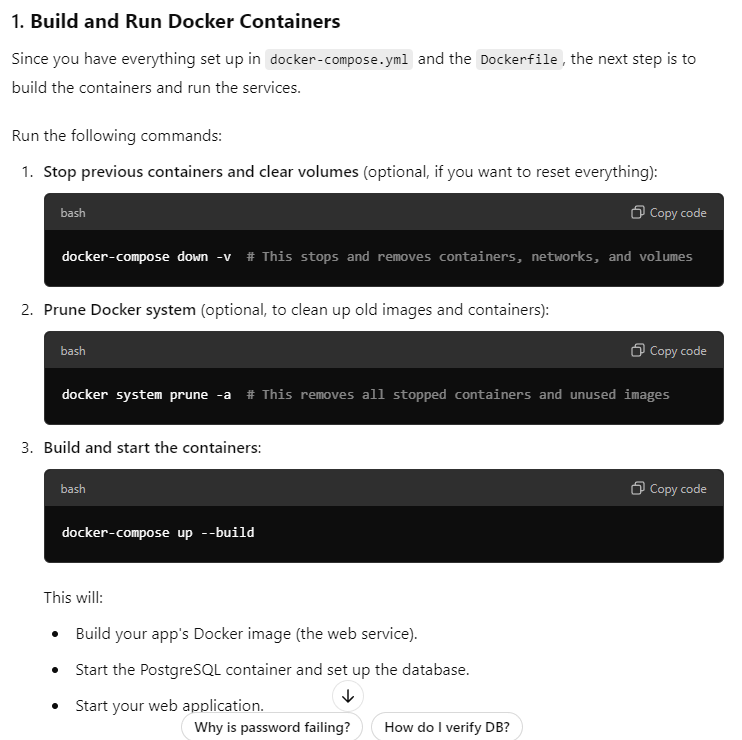 1. Build and Run Docker Containers
Since you have everything set up in docker-compose.yml and the Dockerfile, the next step is to
build the containers and run the services.
Run the following commands:
1. Stop previous containers and clear volumes (optional, if you want to reset everything):
bash
Copy code
docker-compose down -v  # This stops and removes containers, networks, and volumes
2. Prune Docker system (optional, to clean up old images and containers):
bash
Copy code
docker system prune -a  # This removes all stopped containers and unused images
3. Build and start the containers:
bash
Copy code
docker-compose up --build
This will:
• Build your app's Docker image (the web service).
• Start the PostgreSQL container and set up the database.
• Start your web application.
Why is password failing?
How do I verify DB?